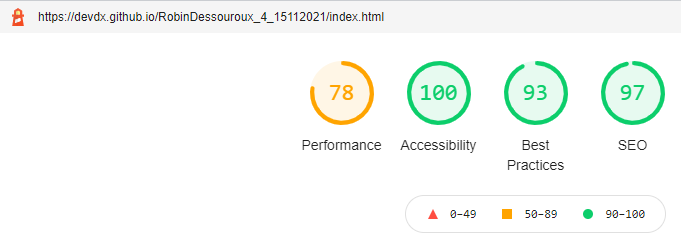 https://devdx.github.io/RobinDessouroux_4_15112021/index.html
78 100 93 97
Performance Accessibility Best Practices SEO
0–49 50–89 90–100